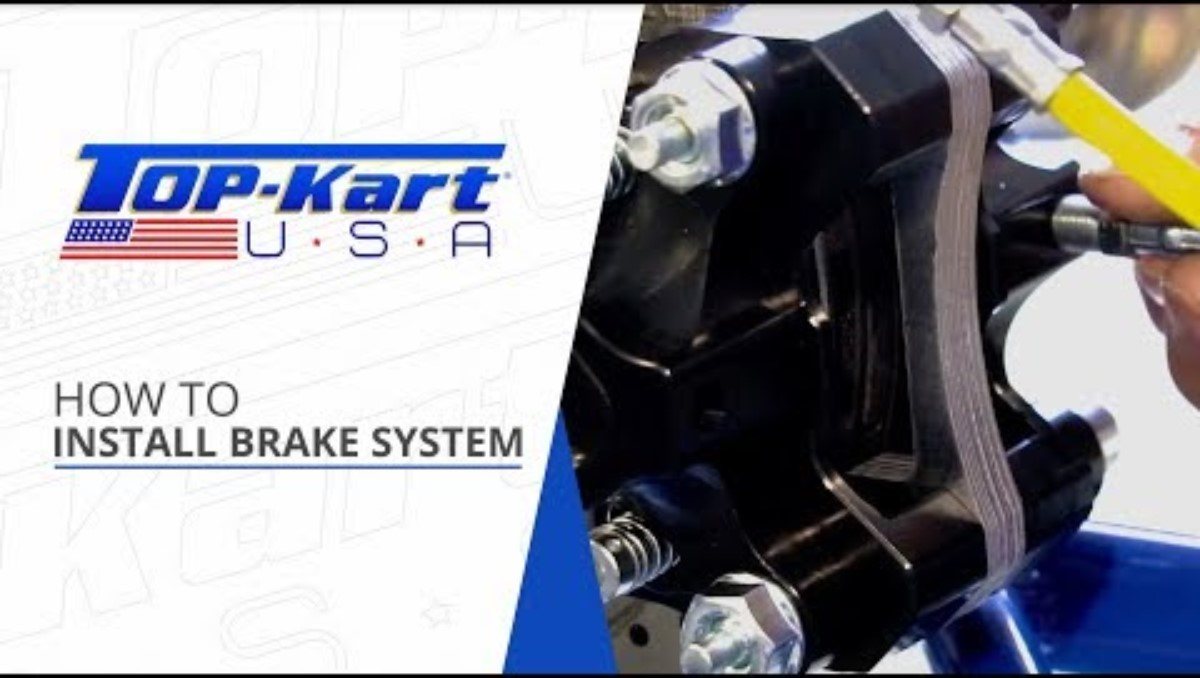 TOP-Kart
U · S · A
HOW TO
INSTALL BRAKE SYSTEM